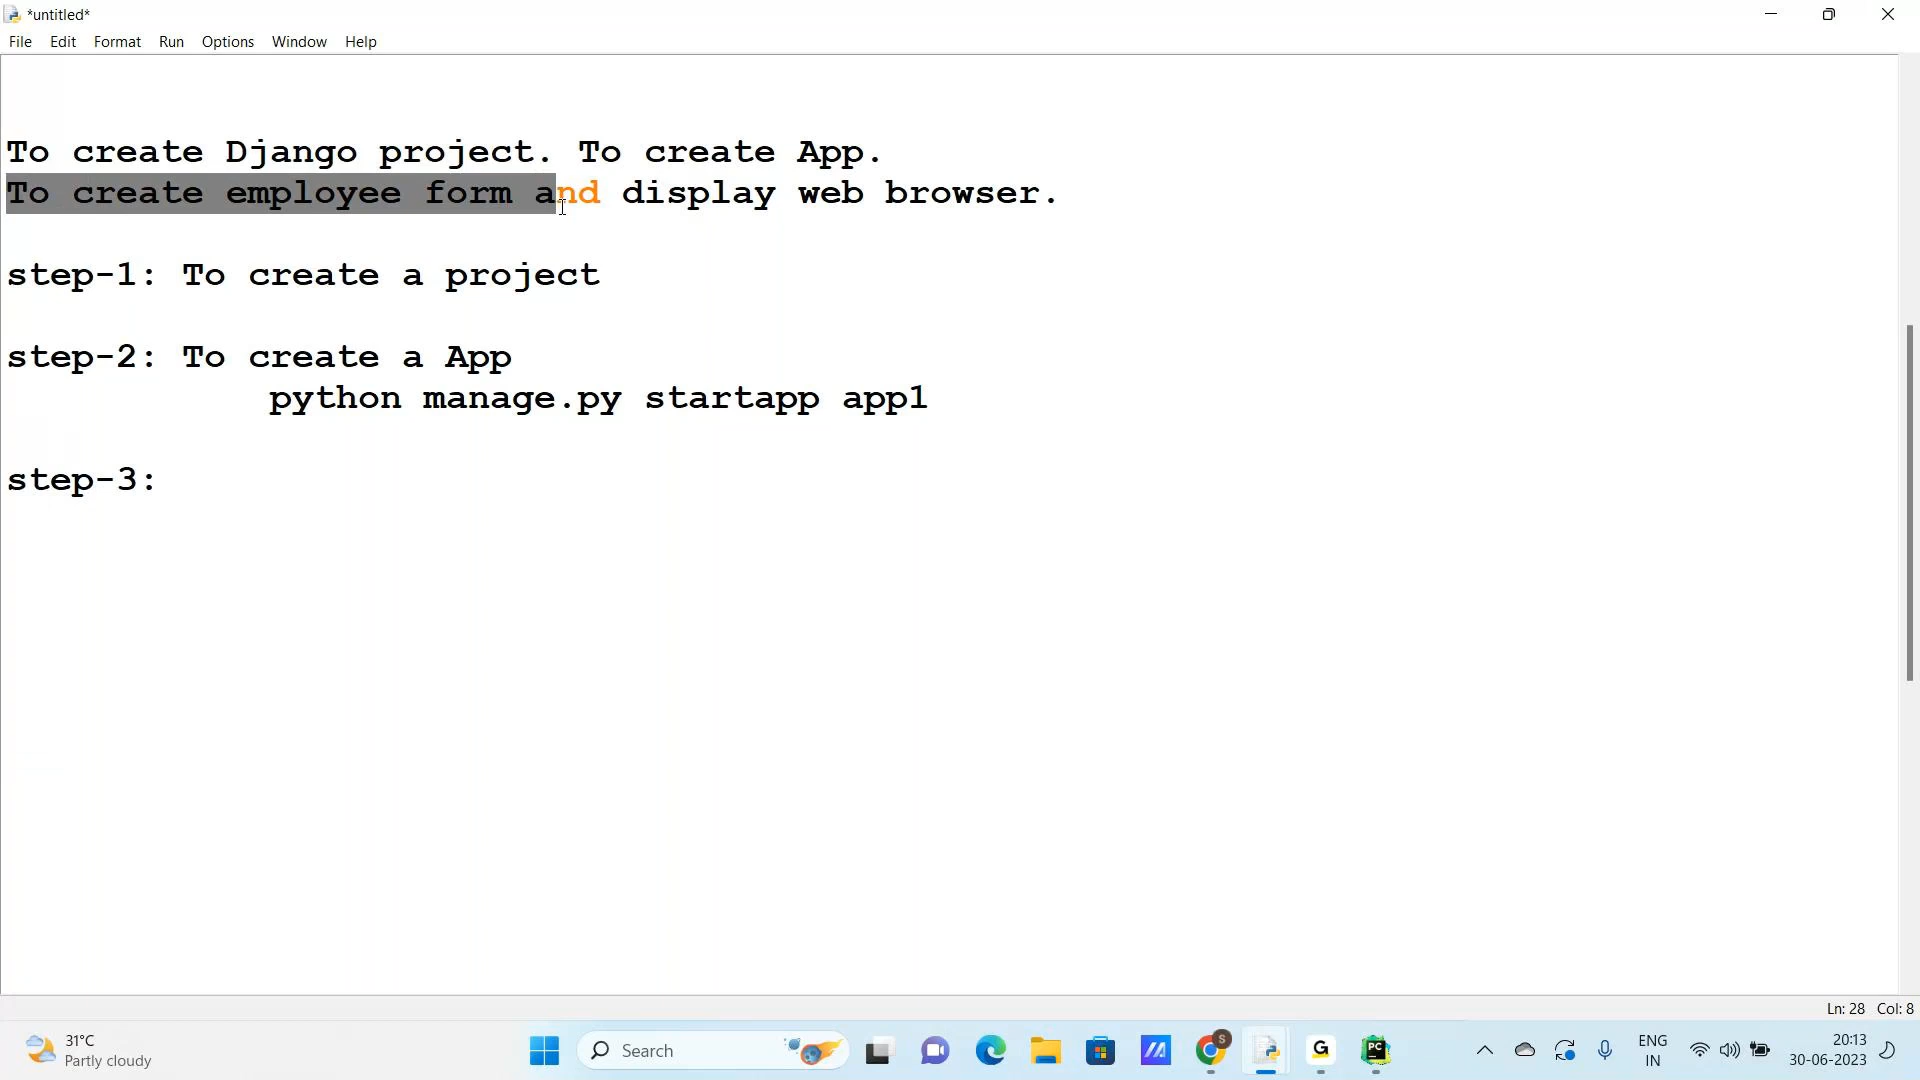 *untitled*
File Edit Format Run Options Window Help
To create Django project. To create App.
To create employee form and display web browser.
step-1: To create a project
step-2: To create a App
python manage.py startapp app1
step-3:
Ln: 28 Col: 8
31°C
Partly cloudy
Search
S
G
PC
ENG
IN
20:13
30-06-2023